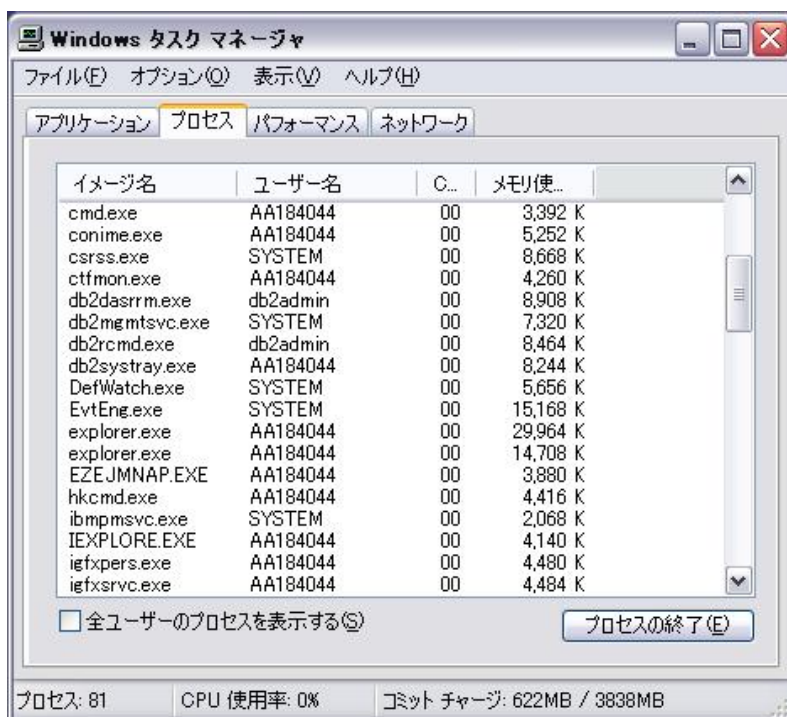 Windows タスク マネージャ
ファイル(F) オプション(O) 表示(V) ヘルプ(H)
アプリケーション プロセス パフォーマンス ネットワーク
イメージ名 ユーザー名 C... メモリ使...
cmd.exe AA184044 00 3,392 K
conime.exe AA184044 00 5,252 K
csrss.exe SYSTEM 00 8,668 K
ctfmon.exe AA184044 00 4,260 K
db2dasrrm.exe db2admin 00 8,908 K
db2mgmtsvc.exe SYSTEM 00 7,320 K
db2rcmd.exe db2admin 00 8,464 K
db2systray.exe AA184044 00 8,244 K
DefWatch.exe SYSTEM 00 5,656 K
EvtEng.exe SYSTEM 00 15,168 K
explorer.exe AA184044 00 29,964 K
explorer.exe AA184044 00 14,708 K
EZEJMNAP.EXE AA184044 00 3,880 K
hkcmd.exe AA184044 00 4,416 K
ibmpmsvc.exe SYSTEM 00 2,068 K
IEXPLORE.EXE AA184044 00 4,140 K
igfxpers.exe AA184044 00 4,480 K
igfxsrvc.exe AA184044 00 4,484 K
全ユーザーのプロセスを表示する(S) プロセスの終了(E)
プロセス: 81 CPU 使用率: 0% コミット チャージ: 622MB / 3838MB